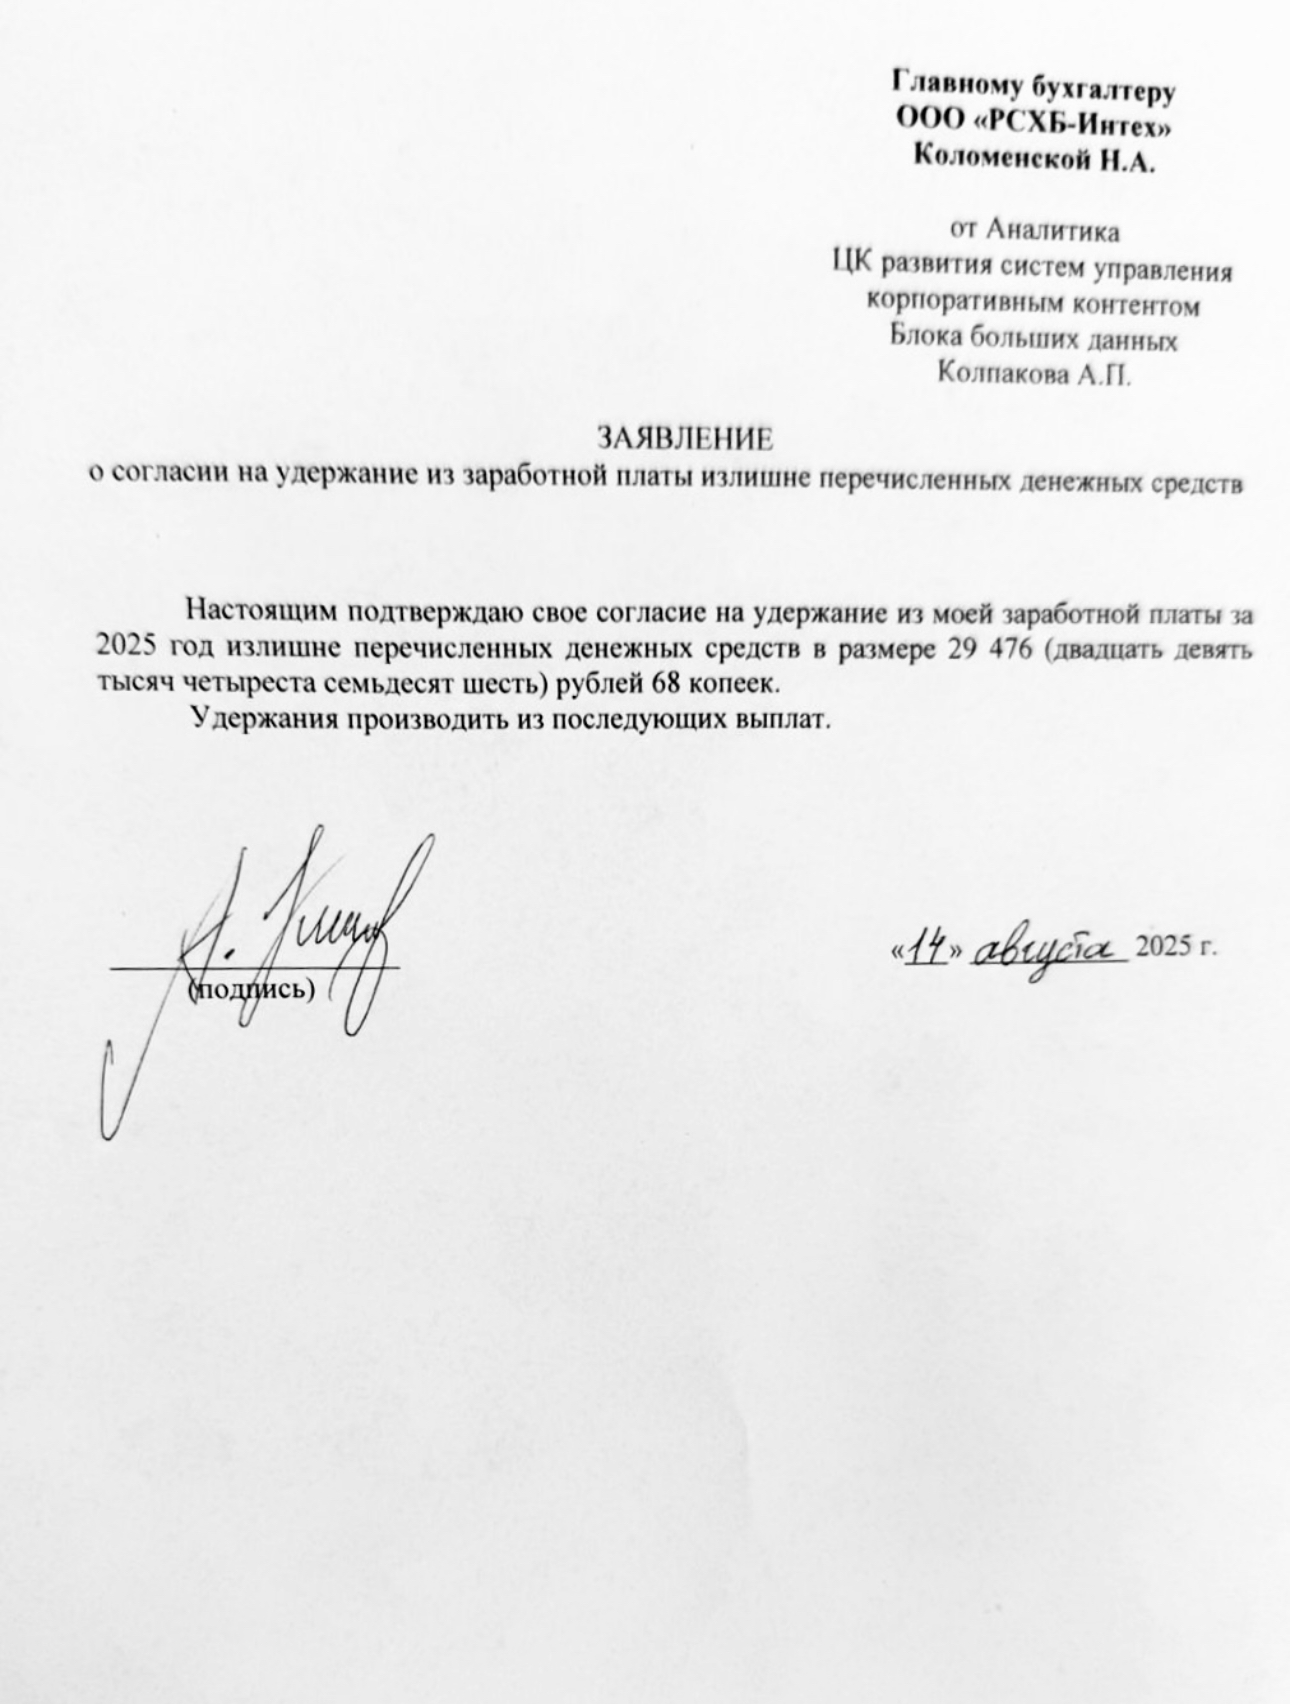 Главному бухгалтеру
ООО «РСХБ-Интех»
Коломенской Н.А.
от Аналитика
ЦК развития систем управления
корпоративным контентом
Блока больших данных
Колпакова А.П.
ЗАЯВЛЕНИЕ
о согласии на удержание из заработной платы излишне перечисленных денежных средств
Настоящим подтверждаю свое согласие на удержание из моей заработной платы за
2025 год излишне перечисленных денежных средств в размере 29 476 (двадцать девять
тысяч четыреста семьдесят шесть) рублей 68 копеек.
Удержания производить из последующих выплат.
«14» августа 2025 г.
(подпись)